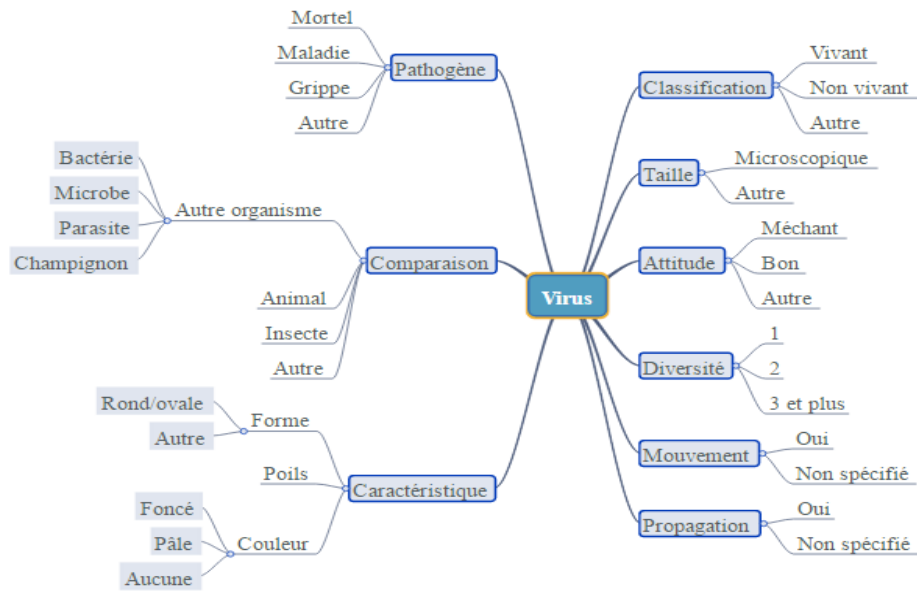 Mortel
Maladie
Grippe
Autre
Pathogène
Bactérie
Microbe
Parasite
Champignon
Autre organisme
Animal
Insecte
Autre
Comparaison
Rond/ovale
Autre
Forme
Poils
Foncé
Pâle
Aucune
Couleur
Caractéristique
Virus
Classification
Vivant
Non vivant
Autre
Taille
Microscopique
Autre
Attitude
Méchant
Bon
Autre
Diversité
1
2
3 et plus
Mouvement
Oui
Non spécifié
Propagation
Oui
Non spécifié